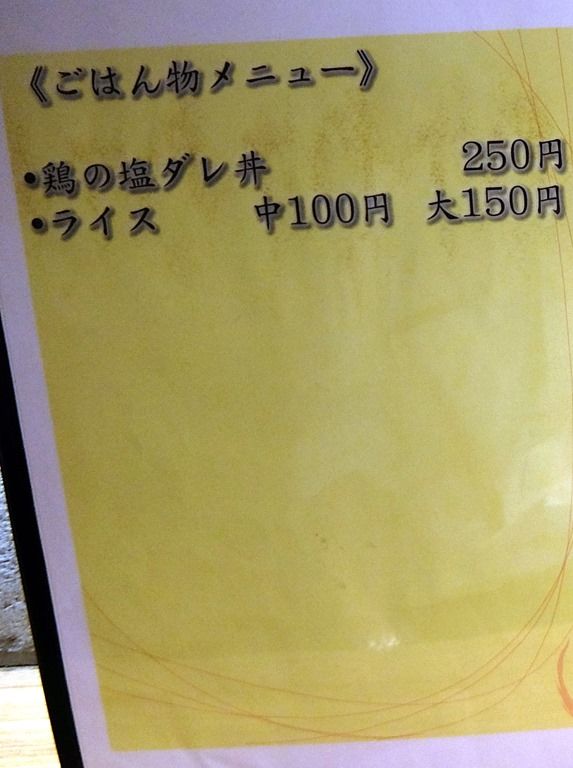 《ごはん物メニュー》
・鶏の塩ダレ丼 250円
・ライス 中100円 大150円